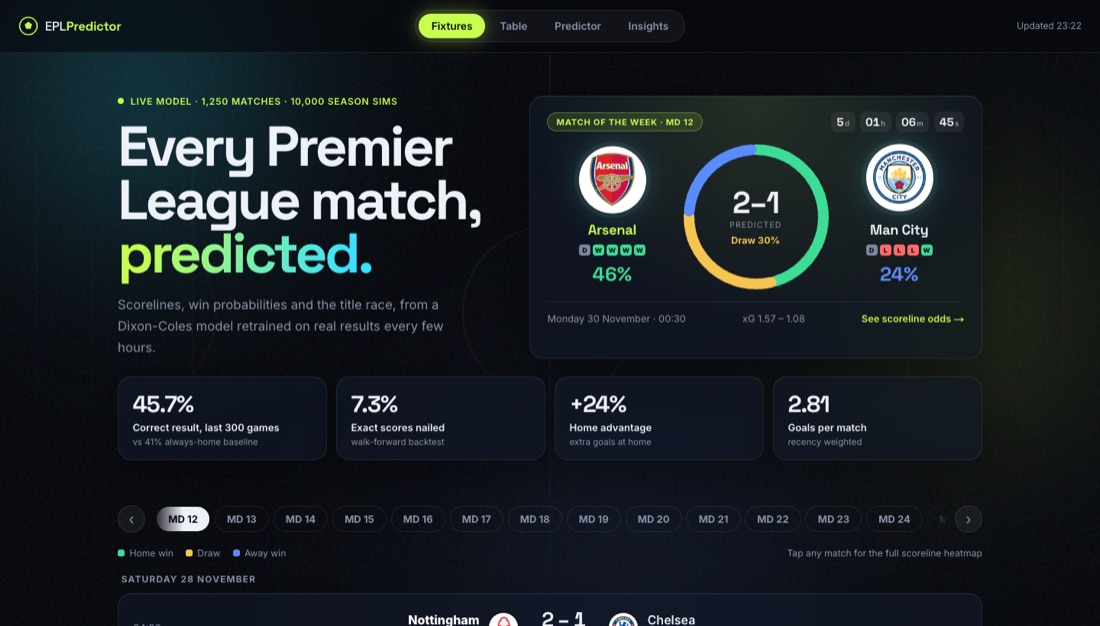 EPLPredictor
Fixtures
Table
Predictor
Insights
Updated 23:22
LIVE MODEL · 1,250 MATCHES · 10,000 SEASON SIMS
Every Premier
League match,
predicted.
Scorelines, win probabilities and the title race, from a
Dixon-Coles model retrained on real results every few
hours.
MATCH OF THE WEEK · MD 12
5d 01h 06m 45s
Arsenal
MANCHESTER
CITY
2–1
PREDICTED
Draw 30%
Arsenal
D W W W W
46%
Man City
D L L L W
24%
Monday 30 November · 00:30
xG 1.57 – 1.08
See scoreline odds →
45.7%
Correct result, last 300 games
vs 41% always-home baseline
7.3%
Exact scores nailed
walk-forward backtest
+24%
Home advantage
extra goals at home
2.81
Goals per match
recency weighted
‹
MD 12
MD 13
MD 14
MD 15
MD 16
MD 17
MD 18
MD 19
MD 20
MD 21
MD 22
MD 23
MD 24
›
Home win
Draw
Away win
Tap any match for the full scoreline heatmap
SATURDAY 28 NOVEMBER
Nottingham
2 – 1
Chelsea